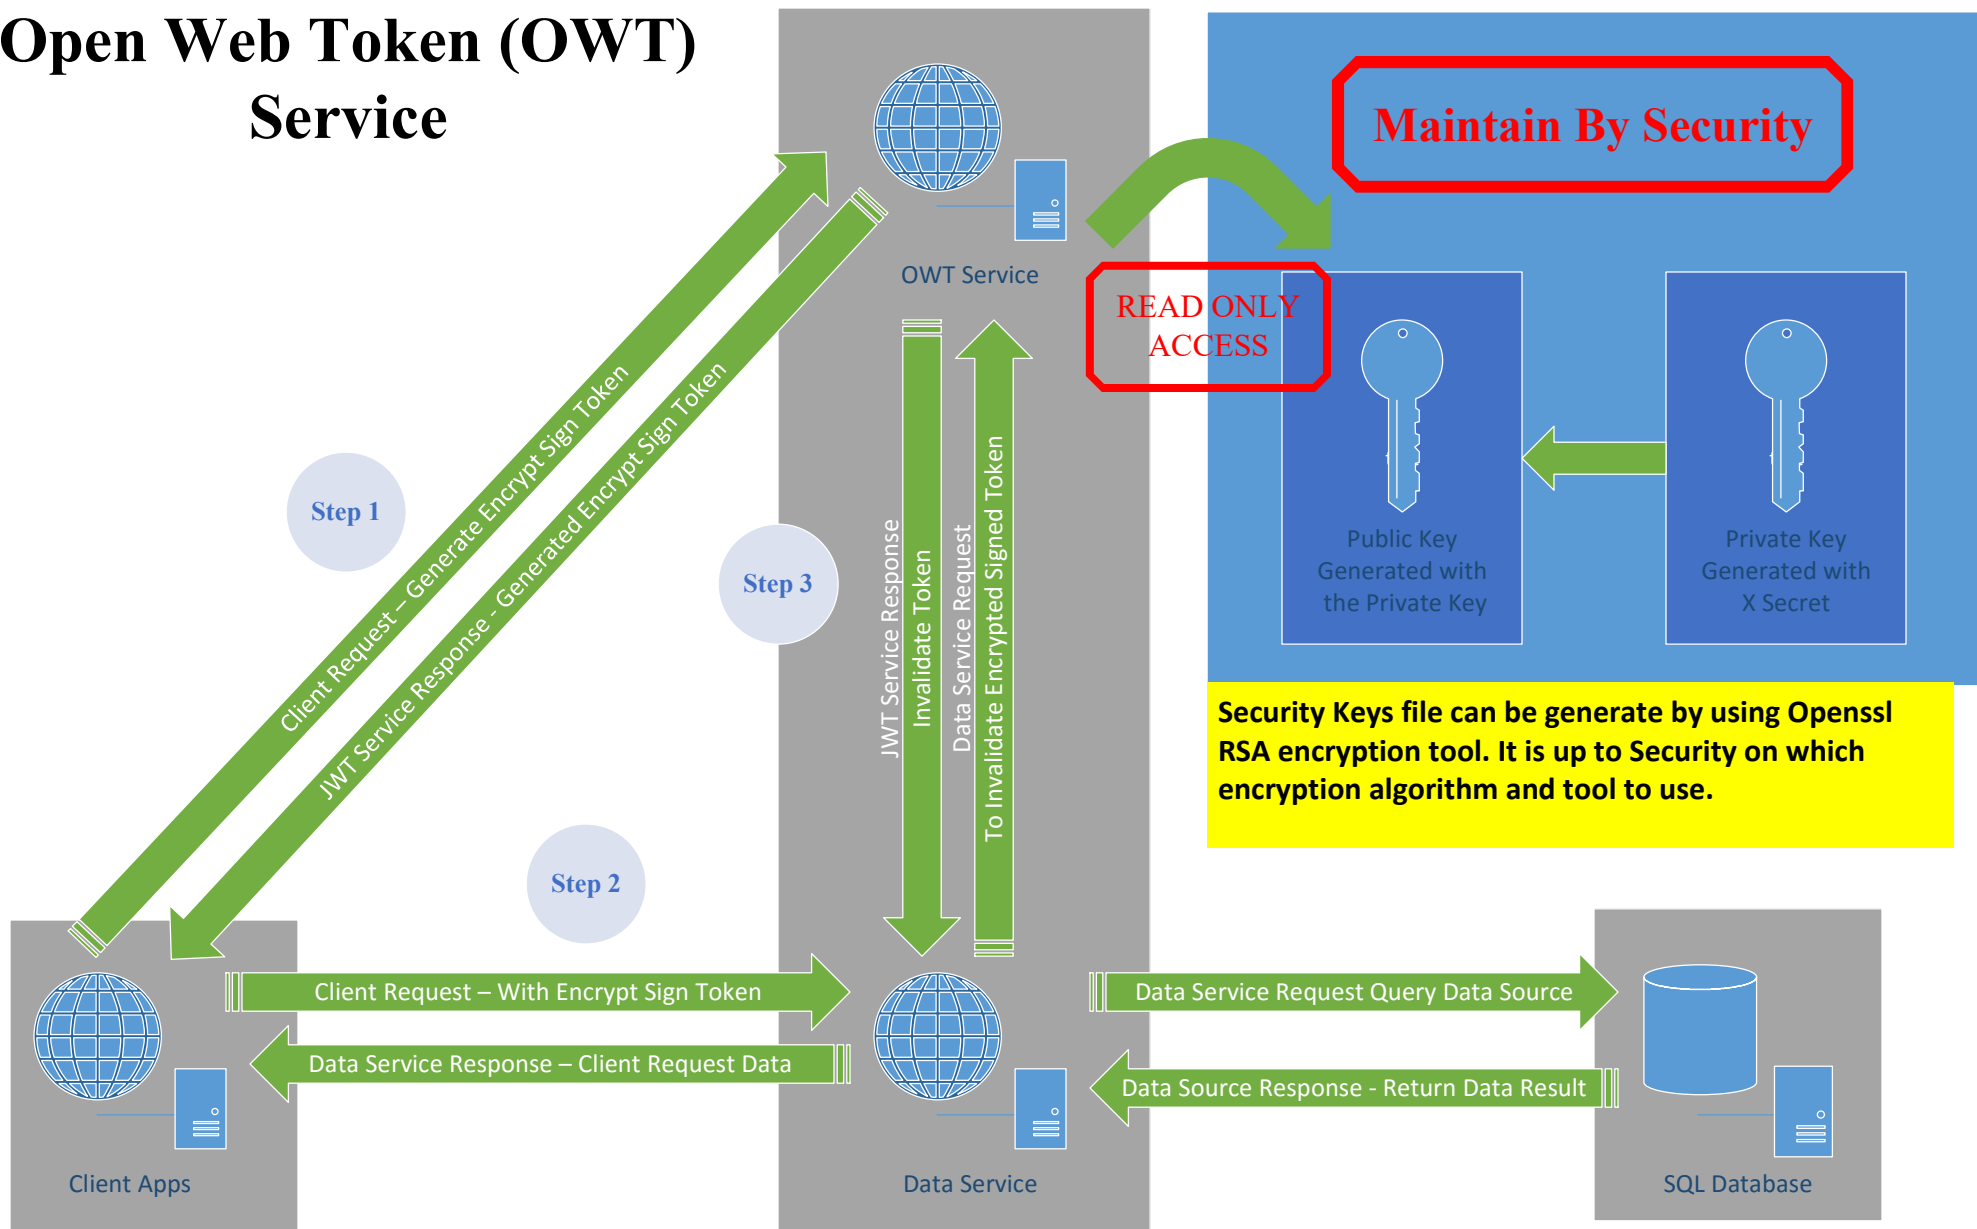 Open Web Token (OWT)
Service
Maintain By Security
OWT Service
READ ONLY
ACCESS
Client Request – Generate Encrypt Sign Token
JWT Service Response - Generated Encrypt Sign Token
Step 1
Step 3
JWT Service Response
Invalidate Token
Data Service Request
To Invalidate Encrypted Signed Token
Public Key
Generated with
the Private Key
Private Key
Generated with
X Secret
Security Keys file can be generate by using Openssl
RSA encryption tool. It is up to Security on which
encryption algorithm and tool to use.
Step 2
Client Request – With Encrypt Sign Token
Data Service Request Query Data Source
Data Service Response – Client Request Data
Data Source Response - Return Data Result
Client Apps
Data Service
SQL Database